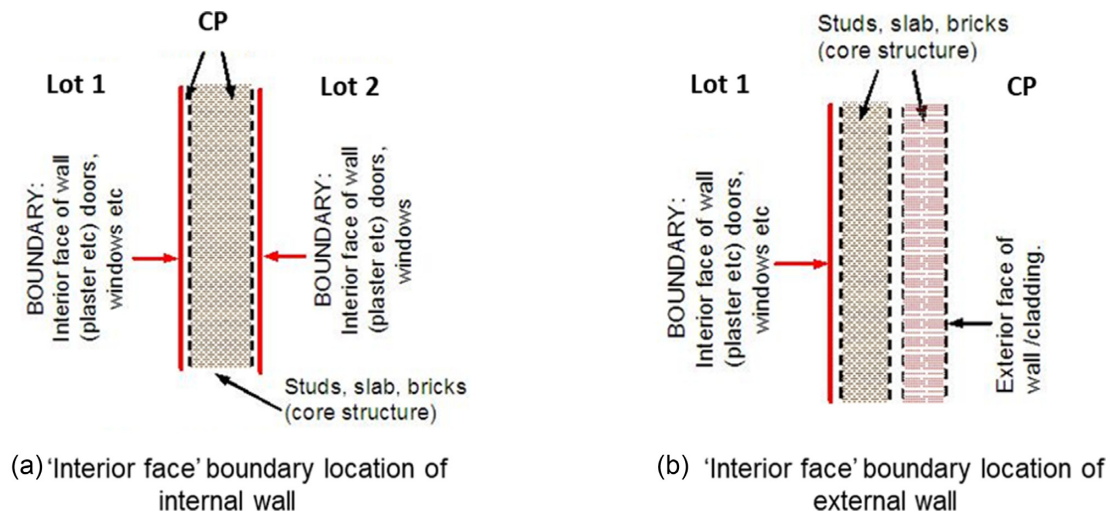 CP
Lot 1
Lot 2
BOUNDARY:
Interior face of wall
(plaster etc) doors,
windows etc
BOUNDARY:
Interior face of wall
(plaster etc) doors,
windows
Studs, slab, bricks
(core structure)
(a) ‘Interior face’ boundary location of
internal wall
Studs, slab, bricks
(core structure)
Lot 1
CP
BOUNDARY:
Interior face of wall
(plaster etc) doors,
windows etc
Exterior face of
wall /cladding.
(b) ‘Interior face’ boundary location of
external wall